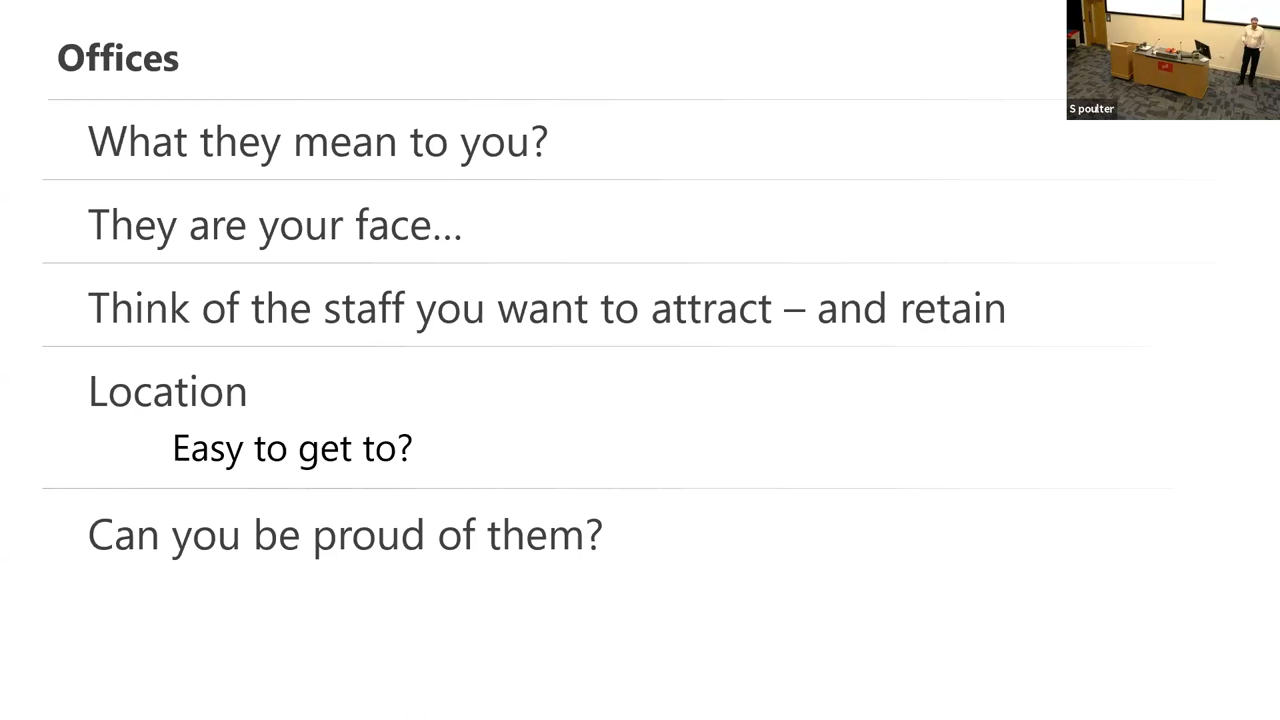 Offices
What they mean to you?
They are your face...
Think of the staff you want to attract – and retain
Location
Easy to get to?
Can you be proud of them?
S poulter